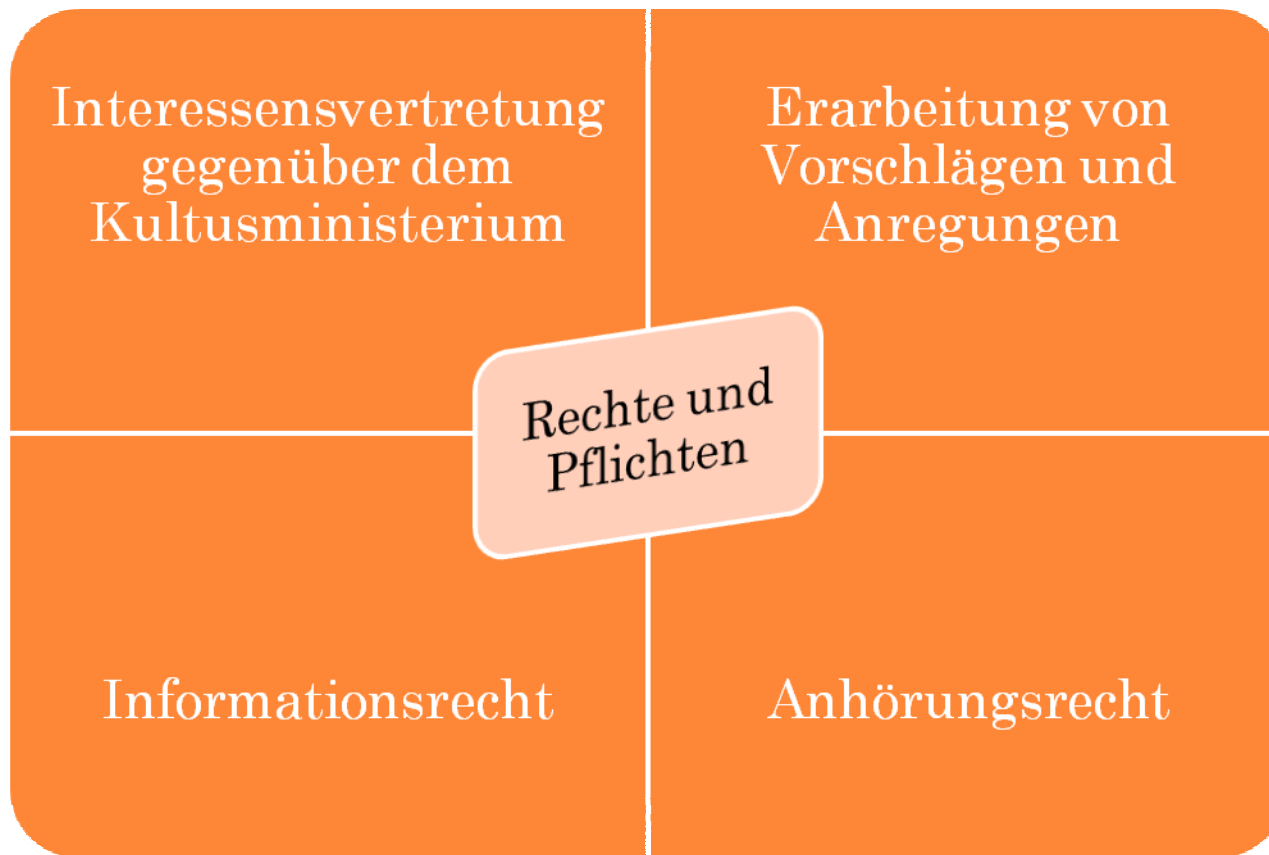 Interessensvertretung
gegenüber dem
Kultusministerium
Erarbeitung von
Vorschlägen und
Anregungen
Rechte und
Pflichten
Informationsrecht
Anhörungsrecht